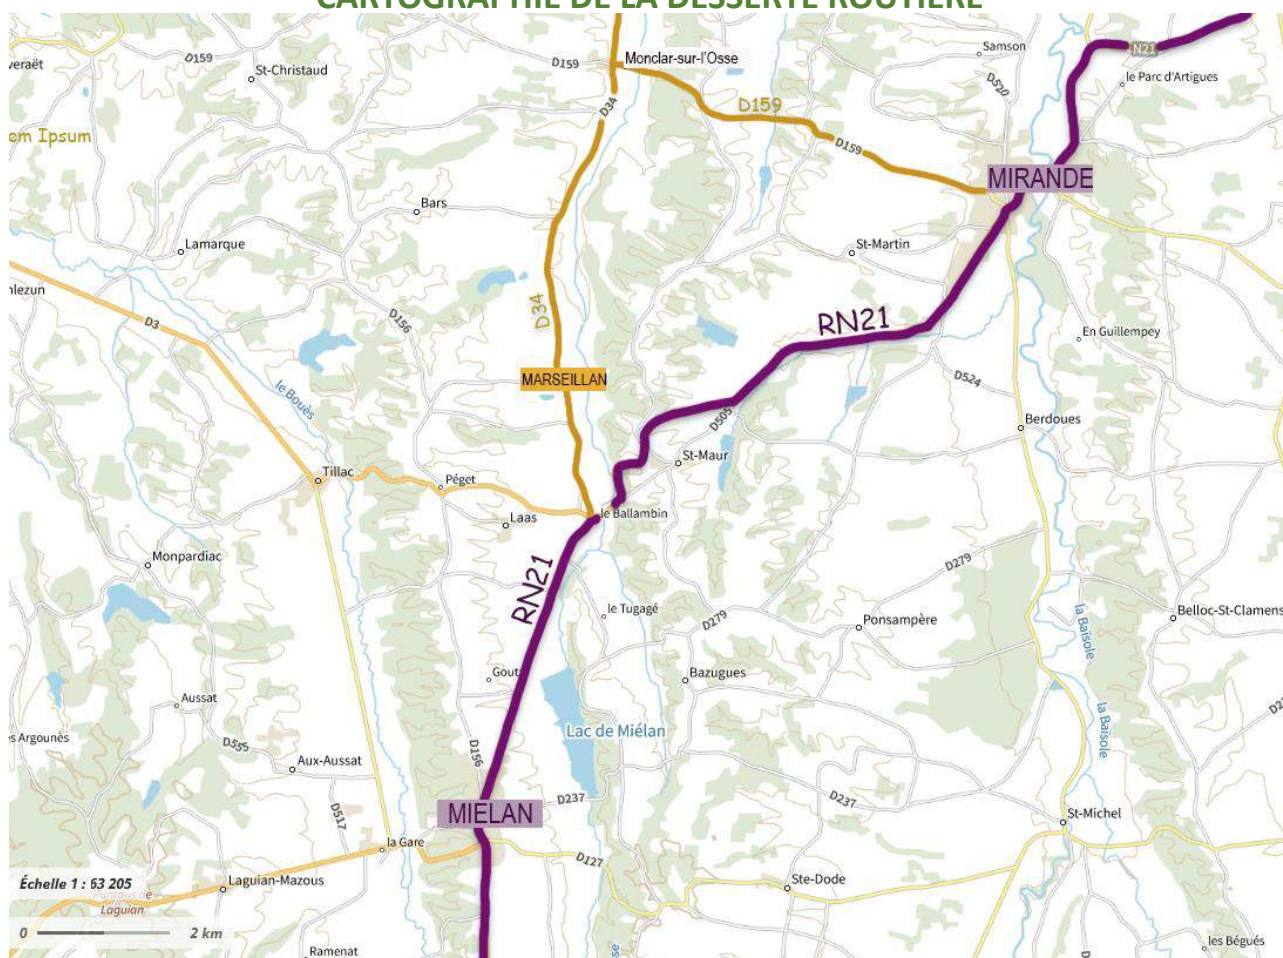 CARTOGRAPHIE DE LA DESSERTE ROUTIERE
Samson
N21
D159
Monclar-sur-l'Osse
D159
St-Christaud
D520
le Parc d'Artigues
D34
D159
em Ipsum
D159
MIRANDE
Bars
Lamarque
St-Martin
D34
D3
D156
RN21
En Guillempey
MARSEILLAN
D524
le Bouès
D505
Berdoues
St-Maur
Tillac
Péget
Laas
le Ballambin
Monpardiac
D279
RN21
le Tugagé
D279
Ponsampère
Belloc-St-Clamens
la Baïsole
Gout
Bazugues
Aussat
la Baïsole
Lac de Miélan
s Argounès
D555
D156
Aux-Aussat
D237
D237
D517
MIELAN
St-Michel
la Gare
D127
Échelle 1 : 63 205
Laguian-Mazous
Ste-Dode
Laguian
0 2 km
Ramenat
les Bégués